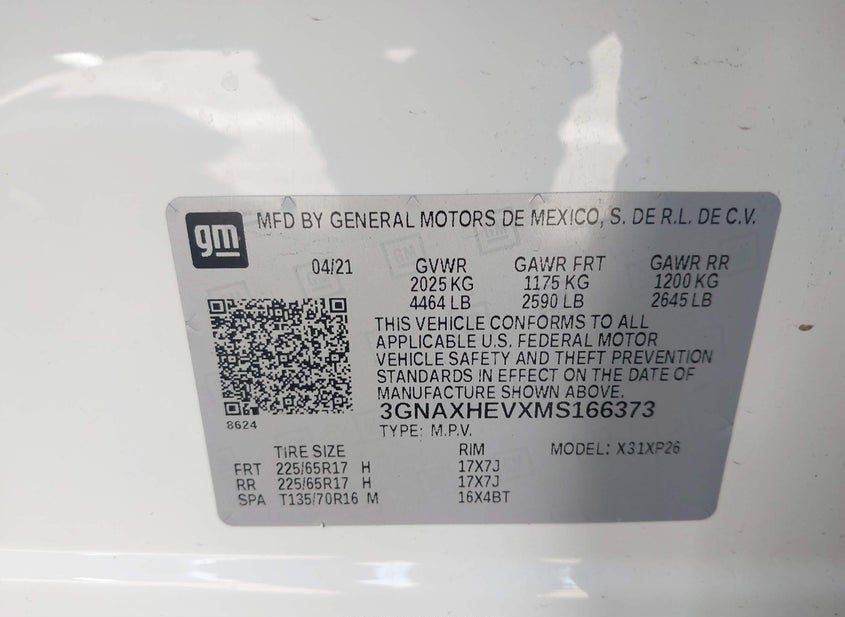 gm MFD BY GENERAL MOTORS DE MEXICO, S. DE R.L. DE C.V.
04/21 GVWR GAWR FRT GAWR RR
2025 KG 1175 KG 1200 KG
4464 LB 2590 LB 2645 LB
THIS VEHICLE CONFORMS TO ALL
APPLICABLE U.S. FEDERAL MOTOR
VEHICLE SAFETY AND THEFT PREVENTION
STANDARDS IN EFFECT ON THE DATE OF
MANUFACTURE SHOWN ABOVE.
3GNAXHEVXMS166373
8624
TYPE: M.P.V.
TIRE SIZE RIM MODEL: X31XP26
FRT 225/65R17 H 17X7J
RR 225/65R17 H 17X7J
SPA T135/70R16 M 16X4BT